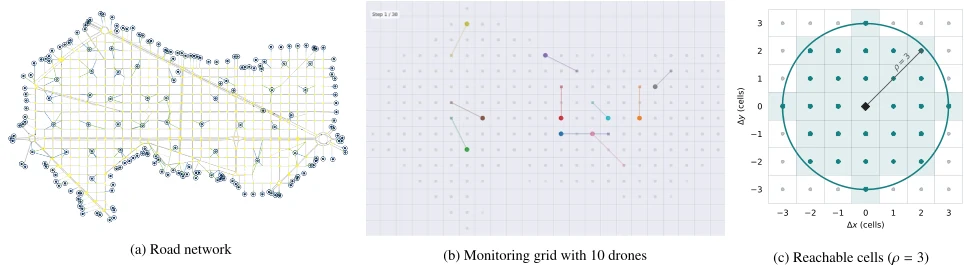 Step 1 / 36
3
2
1
0
−1
−2
−3
Δy (cells)
ρ = 3
−3 −2 −1 0 1 2 3
Δx (cells)
(a) Road network
(b) Monitoring grid with 10 drones
(c) Reachable cells (ρ = 3)